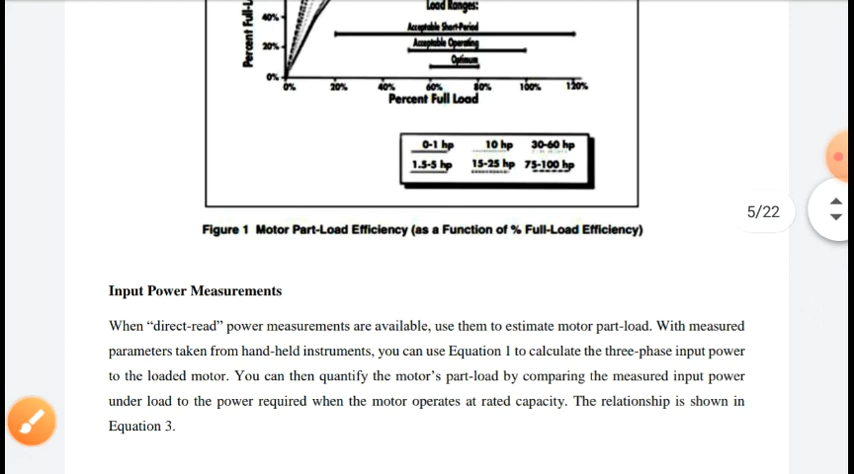 Percent Full-L
Load Ranges:
40%
Acceptable Short-Period
20%
Acceptable Operating
Optimum
0%
0% 20% 40% 60% 80% 100% 120%
Percent Full Load
0-1 hp 10 hp 30-60 hp
1.5-5 hp 15-25 hp 75-100 hp
5/22
Figure 1 Motor Part-Load Efficiency (as a Function of % Full-Load Efficiency)
Input Power Measurements
When “direct-read” power measurements are available, use them to estimate motor part-load. With measured
parameters taken from hand-held instruments, you can use Equation 1 to calculate the three-phase input power
to the loaded motor. You can then quantify the motor’s part-load by comparing the measured input power
under load to the power required when the motor operates at rated capacity. The relationship is shown in
Equation 3.